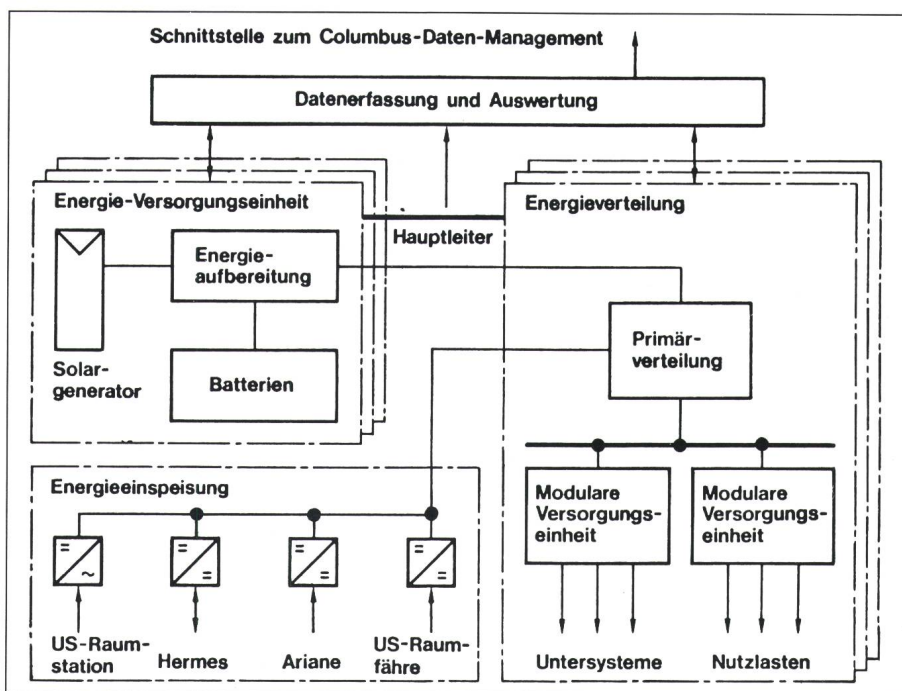 Schnittstelle zum Columbus-Daten-Management
Datenerfassung und Auswertung
Energie-Versorgungseinheit
Solar-
generator
Energie-
aufbereitung
Batterien
Hauptleiter
Energieverteilung
Primär-
verteilung
Modulare
Versorgungs-
einheit
Modulare
Versorgungs-
einheit
Untersysteme
Nutzlasten
Energieeinspeisung
=
~
=
=
=
=
=
=
US-Raum-
station
Hermes
Ariane
US-Raum-
fähre